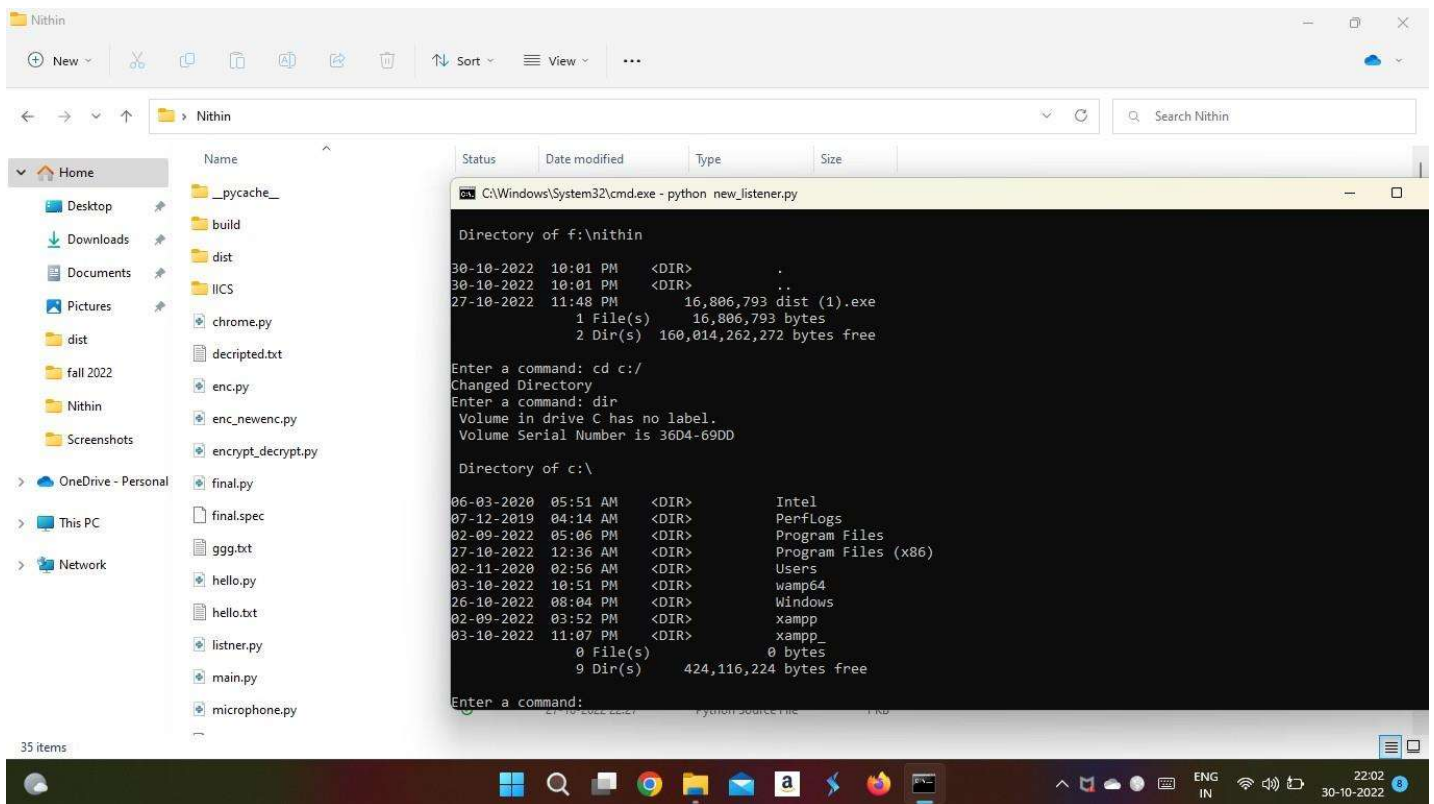 Nithin
New Sort View ...
Nithin Search Nithin
Name Status Date modified Type Size
Home
Desktop
Downloads
Documents
Pictures
dist
fall 2022
Nithin
Screenshots
OneDrive - Personal
This PC
Network
__pycache__
build
dist
IICS
chrome.py
decripted.txt
enc.py
enc_newenc.py
encrypt_decrypt.py
final.py
final.spec
ggg.txt
hello.py
hello.txt
listner.py
main.py
microphone.py
C:\Windows\System32\cmd.exe - python new_listener.py
Directory of f:\nithin
30-10-2022 10:01 PM <DIR> .
30-10-2022 10:01 PM <DIR> ..
27-10-2022 11:48 PM 16,806,793 dist (1).exe
1 File(s) 16,806,793 bytes
2 Dir(s) 160,014,262,272 bytes free
Enter a command: cd c:/
Changed Directory
Enter a command: dir
Volume in drive C has no label.
Volume Serial Number is 36D4-69DD
Directory of c:\
06-03-2020 05:51 AM <DIR> Intel
07-12-2019 04:14 AM <DIR> PerfLogs
02-09-2022 05:06 PM <DIR> Program Files
27-10-2022 12:36 AM <DIR> Program Files (x86)
02-11-2020 02:56 AM <DIR> Users
03-10-2022 10:51 PM <DIR> wamp64
26-10-2022 08:04 PM <DIR> Windows
02-09-2022 03:52 PM <DIR> xampp
03-10-2022 11:07 PM <DIR> xampp_
0 File(s) 0 bytes
9 Dir(s) 424,116,224 bytes free
Enter a command:
35 items
ENG
IN
22:02
30-10-2022
8